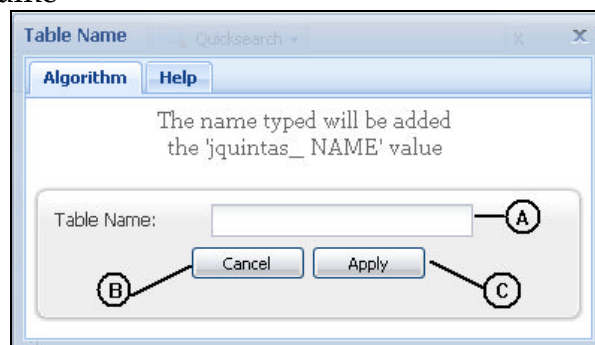 Table Name
Quicksearch
X
Algorithm Help
The name typed will be added
the 'jquintas_ NAME' value
Table Name:
A
Cancel Apply
B
C